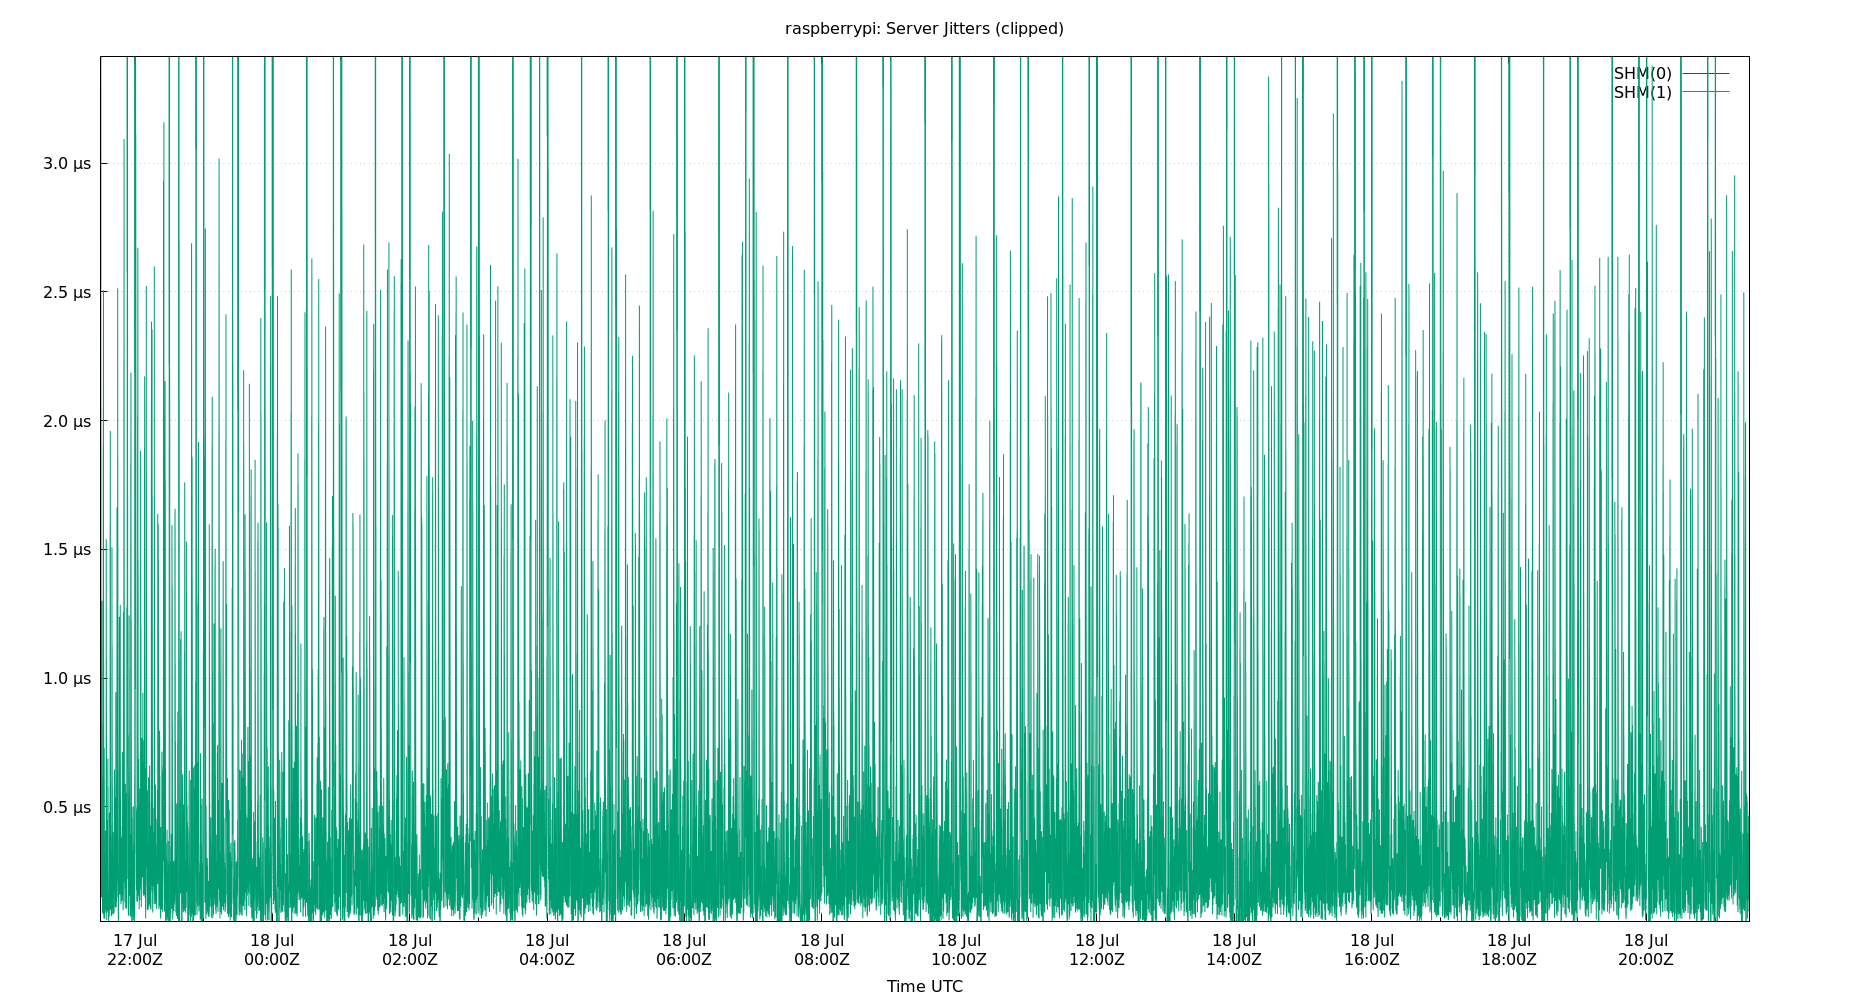 raspberrypi: Server Jitters (clipped)
SHM(0)
SHM(1)
3.0 µs
2.5 µs
2.0 µs
1.5 µs
1.0 µs
0.5 µs
17 Jul 18 Jul 18 Jul 18 Jul 18 Jul 18 Jul 18 Jul 18 Jul 18 Jul 18 Jul 18 Jul 18 Jul
22:00Z 00:00Z 02:00Z 04:00Z 06:00Z 08:00Z 10:00Z 12:00Z 14:00Z 16:00Z 18:00Z 20:00Z
Time UTC